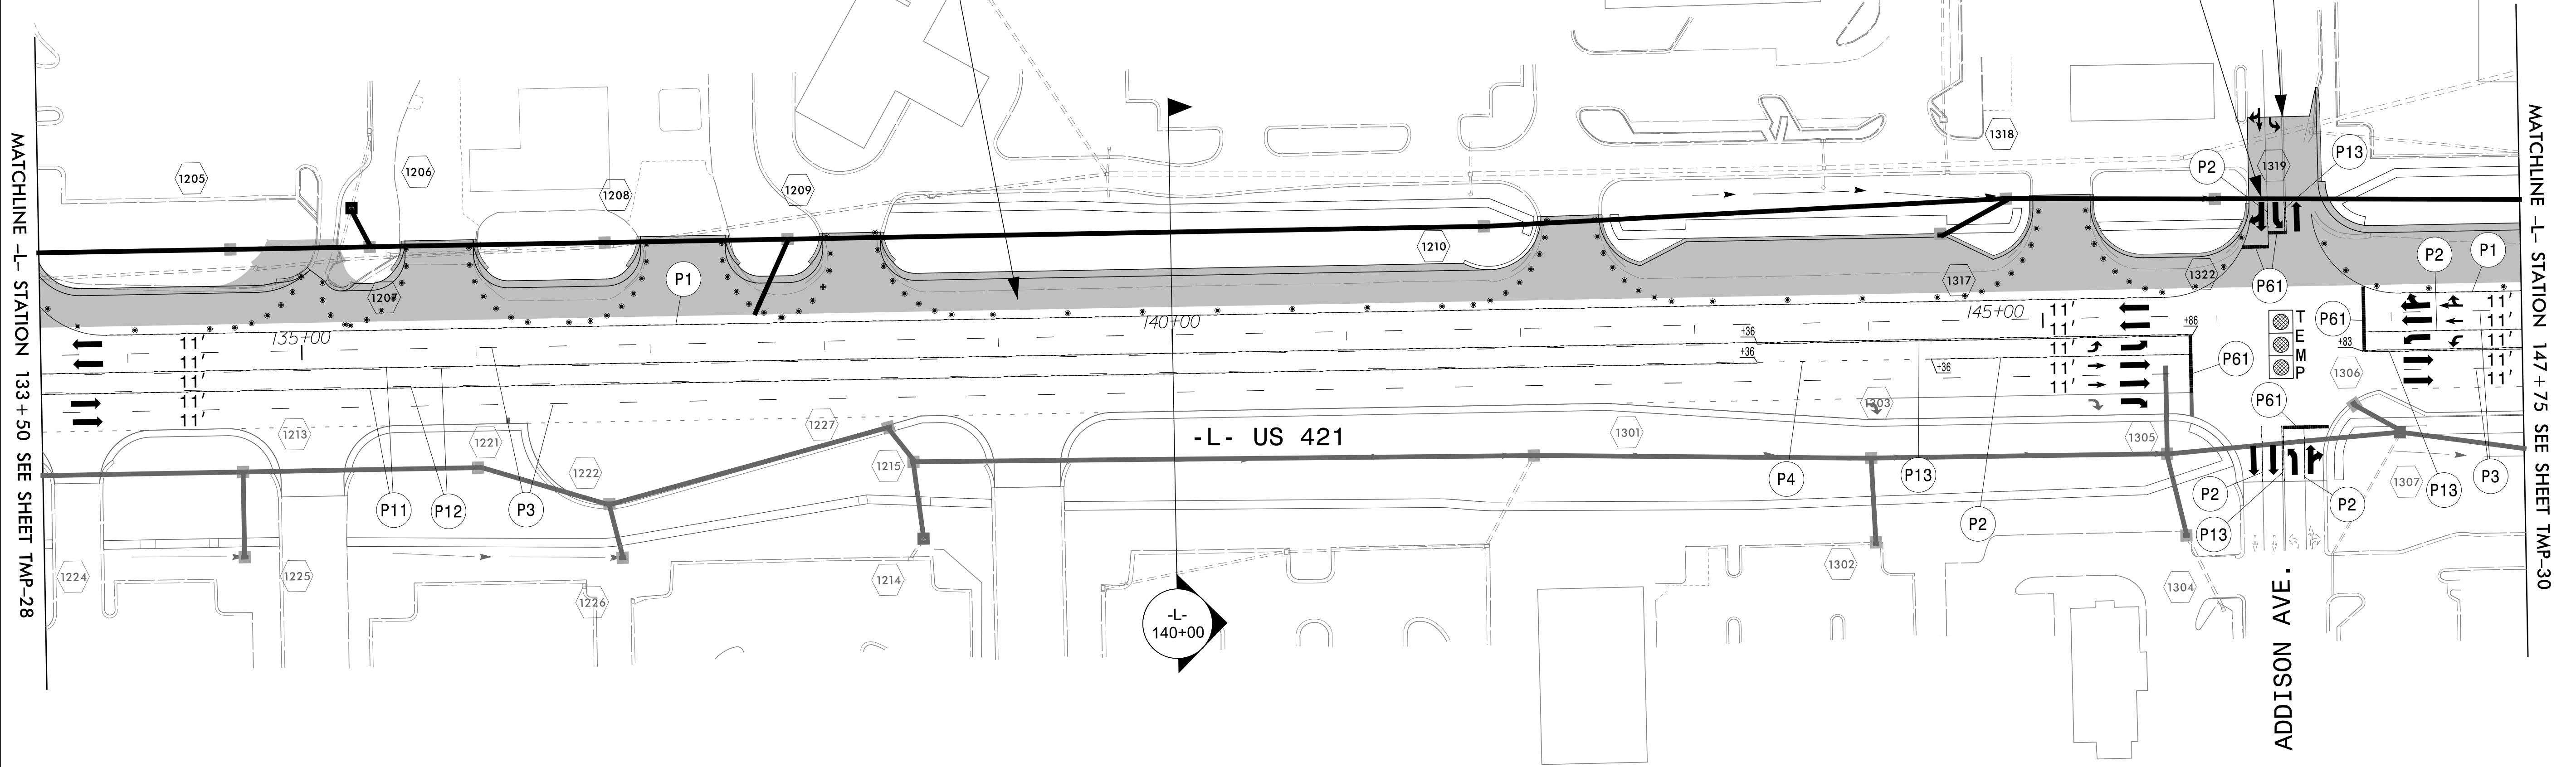 MATCHLINE -L- STATION 133+50 SEE SHEET TMP-28
1205
1206
1207
1208
1209
1210
P1
135+00
140+00
145+00
11'
11'
11'
11'
11'
1213
1221
1222
1227
1215
1224
1225
1226
1214
P11
P12
P3
-L- US 421
-L-
140+00
+36
+36
+36
1301
1302
1303
1304
1305
P4
P13
P2
1317
1318
1319
1322
11'
11'
11'
11'
11'
+86
P61
P2
P13
P61
TEMP
P61
+83
P61
1306
1307
P2
P1
11'
11'
11'
11'
11'
P2
P13
P2
P13
P3
ADDISON AVE.
MATCHLINE -L- STATION 147+75 SEE SHEET TMP-30